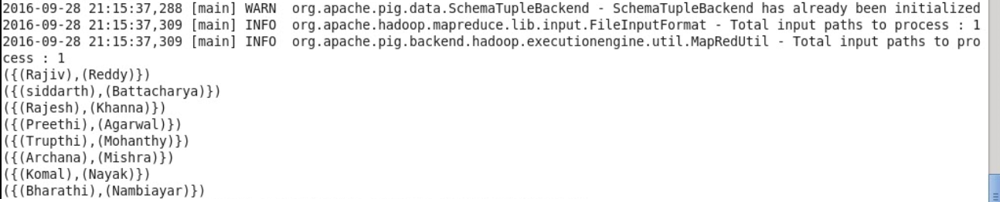 2016-09-28 21:15:37,288 [main] WARN  org.apache.pig.data.SchemaTupleBackend - SchemaTupleBackend has already been initialized
2016-09-28 21:15:37,309 [main] INFO  org.apache.hadoop.mapreduce.lib.input.FileInputFormat - Total input paths to process : 1
2016-09-28 21:15:37,309 [main] INFO  org.apache.pig.backend.hadoop.executionengine.util.MapRedUtil - Total input paths to pro
cess : 1
({(Rajiv),(Reddy)})
({(siddarth),(Battacharya)})
({(Rajesh),(Khanna)})
({(Preethi),(Agarwal)})
({(Trupthi),(Mohanthy)})
({(Archana),(Mishra)})
({(Komal),(Nayak)})
({(Bharathi),(Nambiayar)})